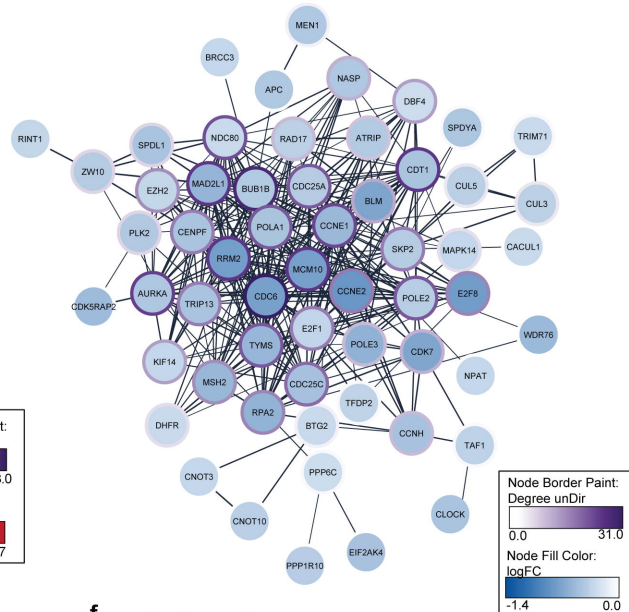 MEN1
BRCC3
APC
NASP
DBF4
RINT1
SPDL1
NDC80
RAD17
ATRIP
SPDYA
TRIM71
ZW10
EZH2
MAD2L1
BUB1B
CDC25A
BLM
CDT1
CUL5
CUL3
PLK2
CENPF
POLA1
CCNE1
SKP2
MAPK14
CACUL1
RRM2
MCM10
CDK5RAP2
AURKA
TRIP13
CDC6
CCNE2
POLE2
E2F8
E2F1
WDR76
KIF14
TYMS
POLE3
CDK7
MSH2
CDC25C
NPAT
DHFR
RPA2
BTG2
TFDP2
CCNH
TAF1
CNOT3
PPP6C
CNOT10
CLOCK
PPP1R10
EIF2AK4
t:
3.0
7
Node Border Paint:
Degree unDir
0.0 31.0
Node Fill Color:
logFC
-1.4 0.0